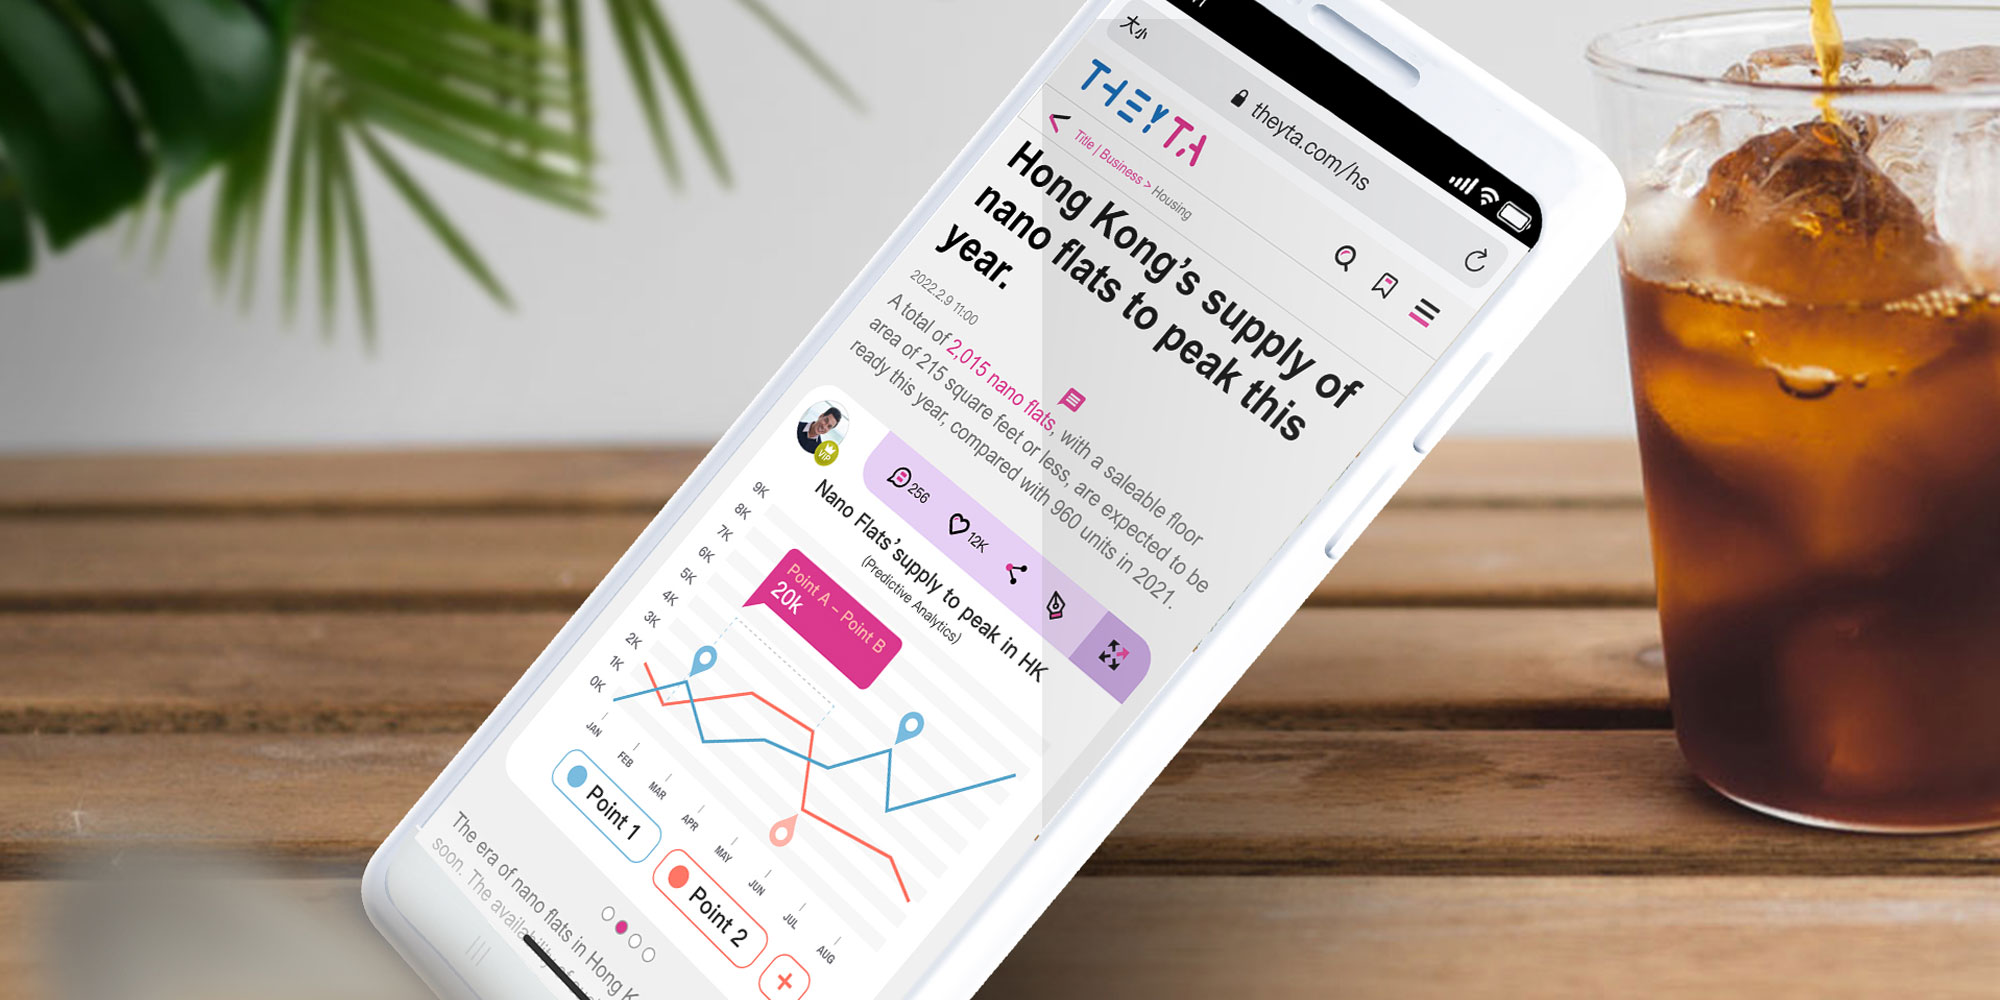 大小
theyta.com/hs
THEYTA
Title | Business > Housing
Hong Kong's supply of
nano flats to peak this
year.
2022.2.9 11:00
A total of 2,015 nano flats, with a saleable floor
area of 215 square feet or less, are expected to be
ready this year, compared with 960 units in 2021.
VIP
256
12K
Nano Flats'supply to peak in HK
(Predictive Analytics)
9K
8K
7K
6K
5K
4K
3K
2K
1K
0K
Point A – Point B
20k
JAN
FEB
MAR
APR
MAY
JUN
JUL
AUG
Point 1
Point 2
The era of nano flats in Hong K
soon. The availability of